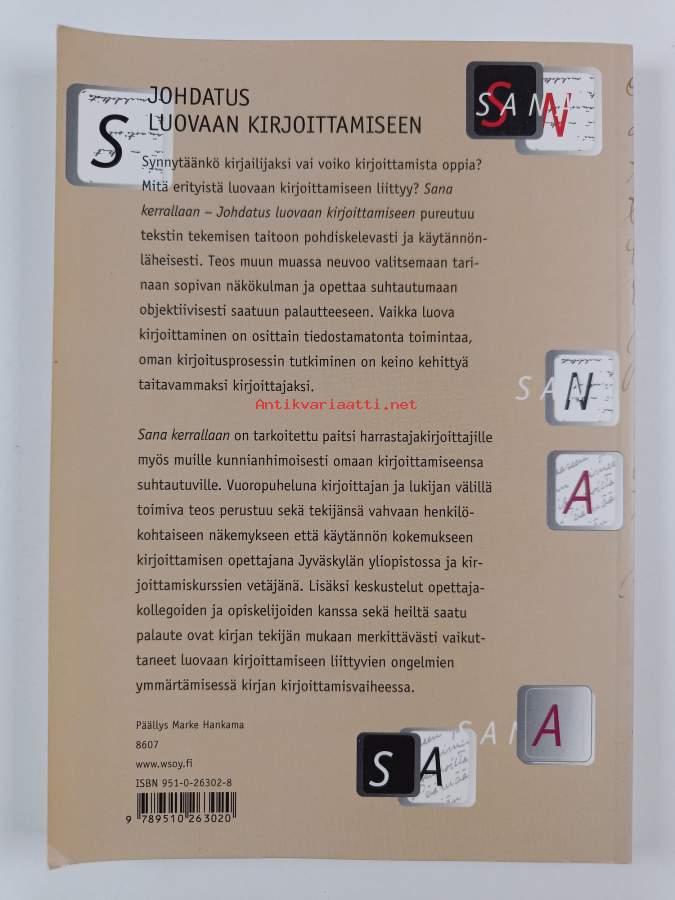 JOHDATUS
LUOVAAN KIRJOITTAMISEEN
S
SANA
S
N
Synnytäänkö kirjailijaksi vai voiko kirjoittamista oppia?
Mitä erityistä luovaan kirjoittamiseen liittyy? Sana
kerrallaan – Johdatus luovaan kirjoittamiseen pureutuu
tekstin tekemisen taitoon pohdiskelevasti ja käytännön-
läheisesti. Teos muun muassa neuvoo valitsemaan tari-
naan sopivan näkökulman ja opettaa suhtautumaan
objektiivisesti saatuun palautteeseen. Vaikka luova
kirjoittaminen on osittain tiedostamatonta toimintaa,
oman kirjoitusprosessin tutkiminen on keino kehittyä
taitavammaksi kirjoittajaksi.
SAN
Antikvariaatti.net
Sana kerrallaan on tarkoitettu paitsi harrastajakirjoittajille
myös muille kunnianhimoisesti omaan kirjoittamiseensa
suhtautuville. Vuoropuheluna kirjoittajan ja lukijan välillä
toimiva teos perustuu sekä tekijänsä vahvaan henkilö-
kohtaiseen näkemykseen että käytännön kokemukseen
kirjoittamisen opettajana Jyväskylän yliopistossa ja kir-
joittamiskurssien vetäjänä. Lisäksi keskustelut opettaja-
kollegoiden ja opiskelijoiden kanssa sekä heiltä saatu
palaute ovat kirjan tekijän mukaan merkittävästi vaikut-
taneet luovaan kirjoittamiseen liittyvien ongelmien
ymmärtämisessä kirjan kirjoittamisvaiheessa.
A
SAN
A
S
A
Päällys Marke Hankama
8607
www.wsoy.fi
ISBN 951-0-26302-8
9 789510 263020